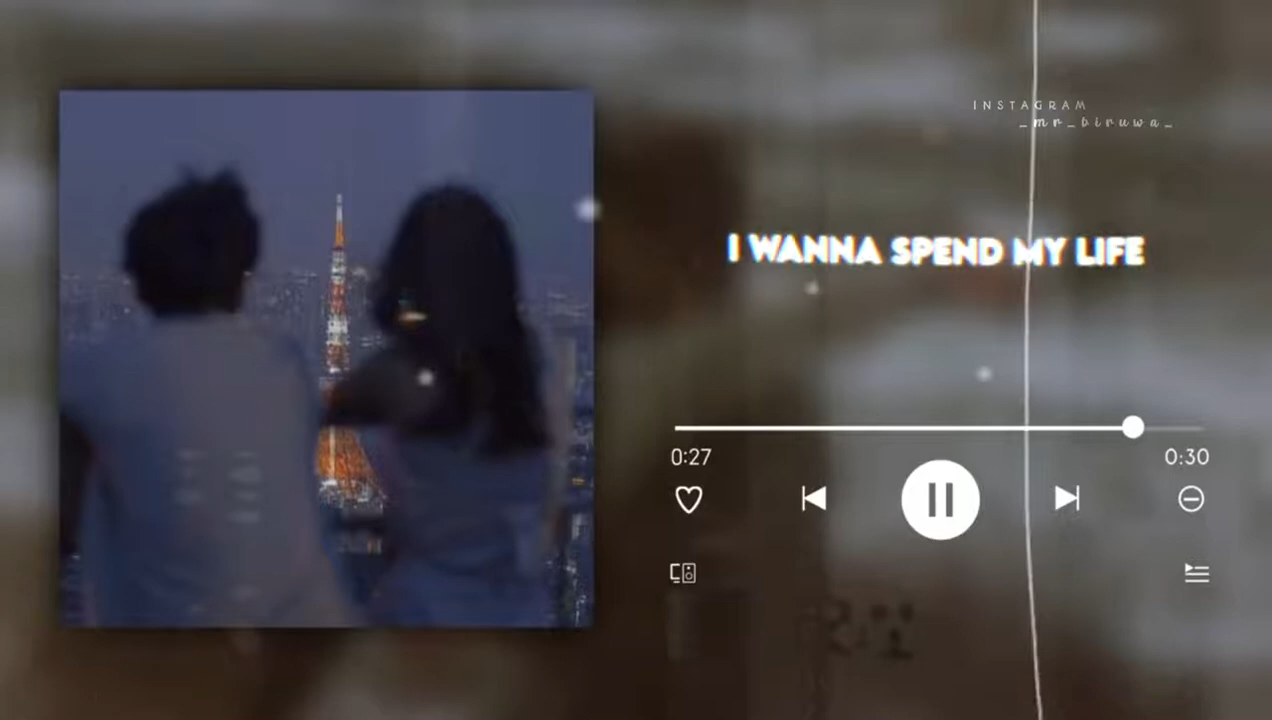 INSTAGRAM
_mr_biruwa_
I WANNA SPEND MY LIFE
0:27
0:30